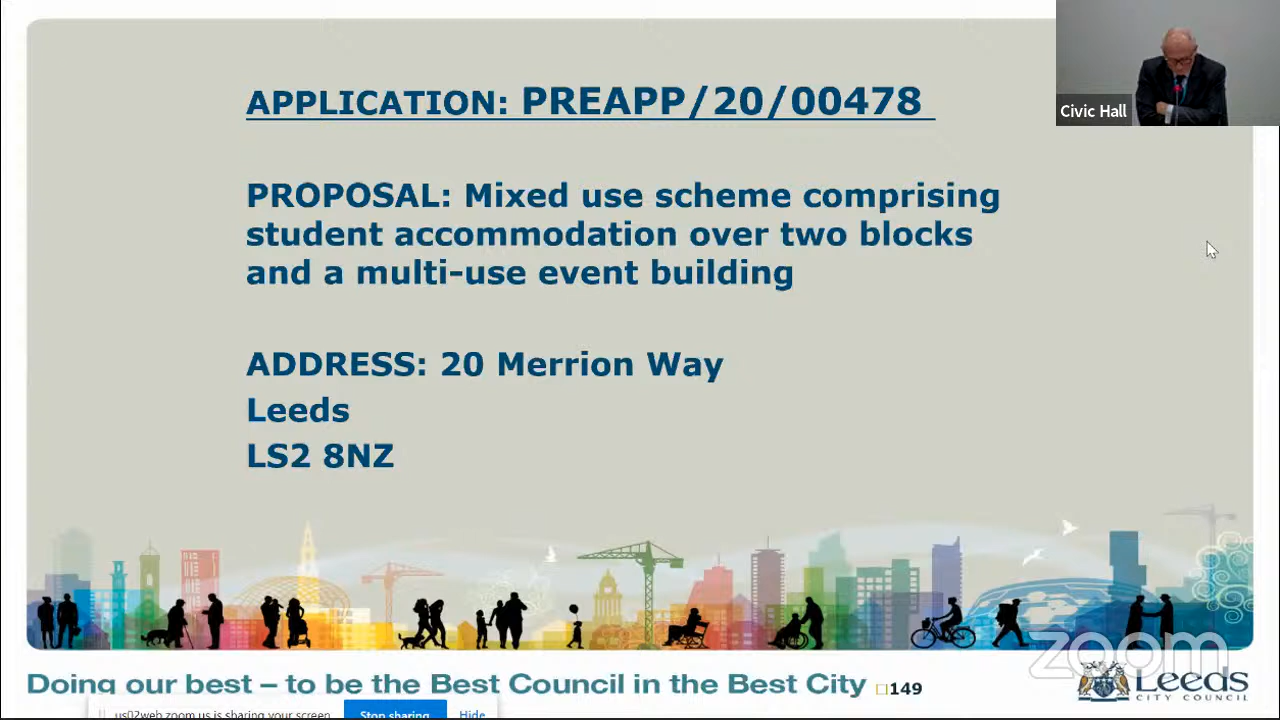 APPLICATION: PREAPP/20/00478
Civic Hall
PROPOSAL: Mixed use scheme comprising
student accommodation over two blocks
and a multi-use event building
ADDRESS: 20 Merrion Way
Leeds
LS2 8NZ
zoom
Doing our best – to be the Best Council in the Best City
149
Leeds
CITY COUNCIL
us02web.zoom.us is sharing your screen.
Stop sharing
Hide